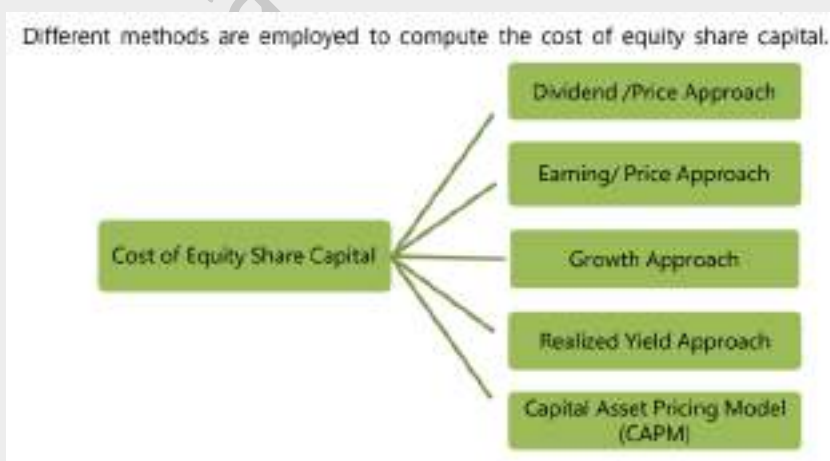 Different methods are employed to compute the cost of equity share capital.
Dividend /Price Approach
Earning/ Price Approach
Cost of Equity Share Capital
Growth Approach
Realized Yield Approach
Capital Asset Pricing Model
(CAPM)